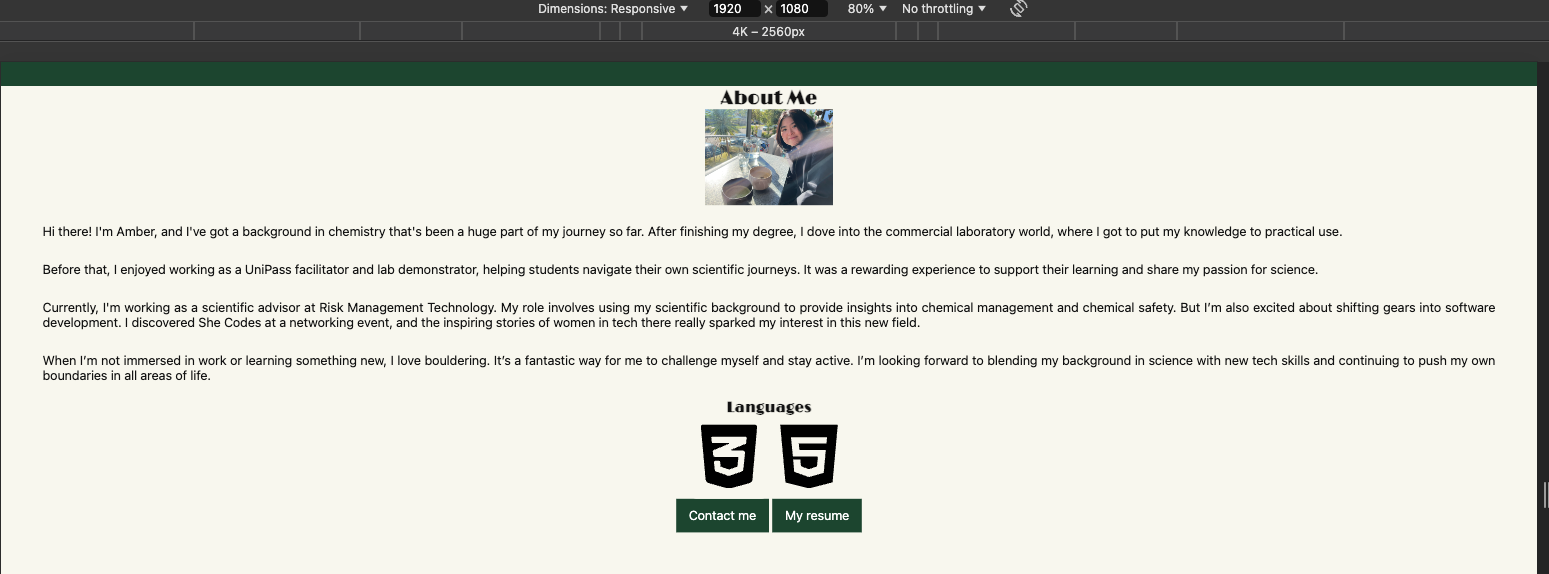 Dimensions: Responsive ▼ 1920 × 1080 80% ▼ No throttling ▼
4K – 2560px
About Me
Hi there! I'm Amber, and I've got a background in chemistry that's been a huge part of my journey so far. After finishing my degree, I dove into the commercial laboratory world, where I got to put my knowledge to practical use.
Before that, I enjoyed working as a UniPass facilitator and lab demonstrator, helping students navigate their own scientific journeys. It was a rewarding experience to support their learning and share my passion for science.
Currently, I'm working as a scientific advisor at Risk Management Technology. My role involves using my scientific background to provide insights into chemical management and chemical safety. But I’m also excited about shifting gears into software
development. I discovered She Codes at a networking event, and the inspiring stories of women in tech there really sparked my interest in this new field.
When I’m not immersed in work or learning something new, I love bouldering. It’s a fantastic way for me to challenge myself and stay active. I’m looking forward to blending my background in science with new tech skills and continuing to push my own
boundaries in all areas of life.
Languages
3 5
Contact me My resume